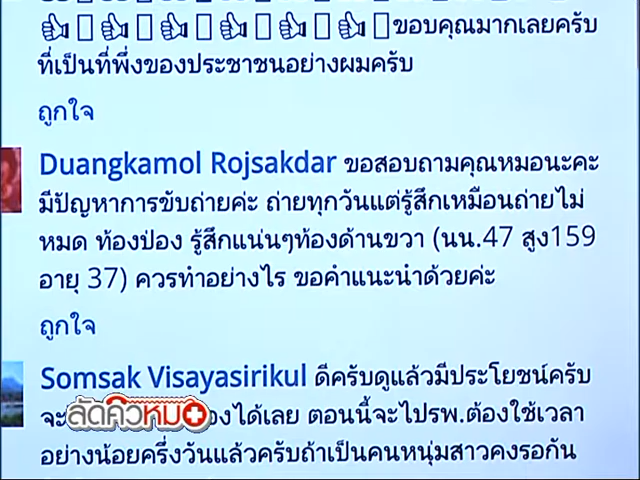 👍👍👍👍👍👍ขอบคุณมากเลยครับ
ที่เป็นที่พึ่งของประชาชนอย่างผมครับ
ถูกใจ
Duangkamol Rojsakdar ขอสอบถามคุณหมอนะคะ
มีปัญหาการขับถ่ายค่ะ ถ่ายทุกวันแต่รู้สึกเหมือนถ่ายไม่
หมด ท้องป่อง รู้สึกแน่นๆท้องด้านขวา (นน.47 สูง159
อายุ 37) ควรทำอย่างไร ขอคำแนะนำด้วยค่ะ
ถูกใจ
Somsak Visayasirikul ดีครับดูแล้วมีประโยชน์ครับ
จะ ลัดคิวหมอ องได้เลย ตอนนี้จะไปรพ.ต้องใช้เวลา
อย่างน้อยครึ่งวันแล้วครับถ้าเป็นคนหนุ่มสาวคงรอกัน